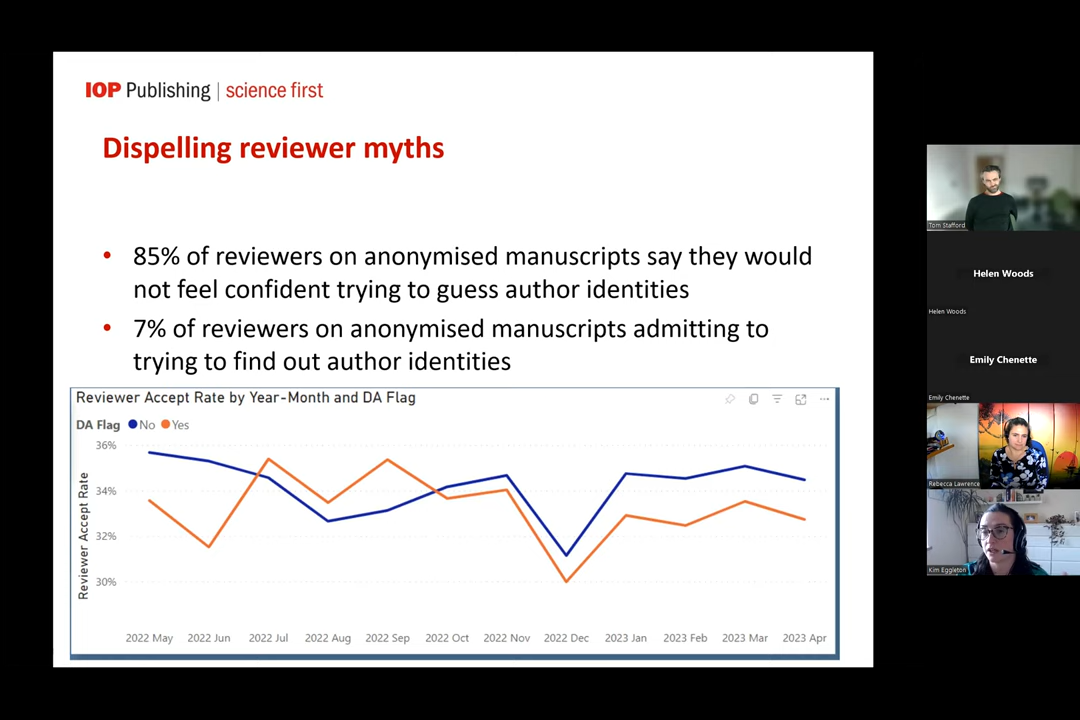 IOP Publishing | science first
Dispelling reviewer myths
• 85% of reviewers on anonymised manuscripts say they would
not feel confident trying to guess author identities
• 7% of reviewers on anonymised manuscripts admitting to
trying to find out author identities
Reviewer Accept Rate by Year-Month and DA Flag
DA Flag No Yes
Reviewer Accept Rate
36%
34%
32%
30%
2022 May 2022 Jun 2022 Jul 2022 Aug 2022 Sep 2022 Oct 2022 Nov 2022 Dec 2023 Jan 2023 Feb 2023 Mar 2023 Apr
Tom Stafford
Helen Woods
Helen Woods
Emily Chenette
Emily Chenette
Rebecca Lawrence
Kim Eggleton